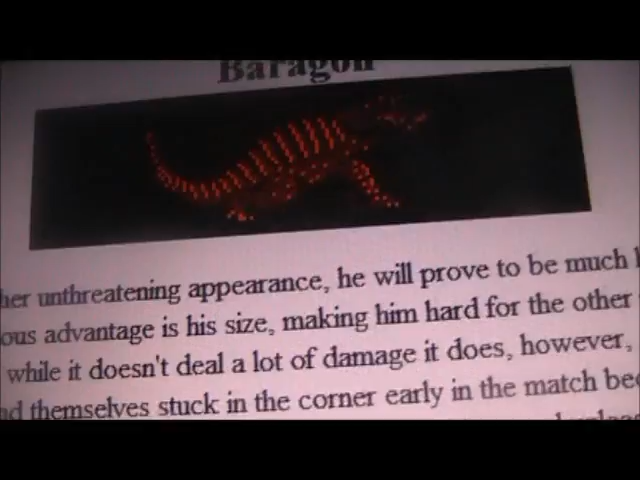 Baragon
her unthreatening appearance, he will prove to be much
ous advantage is his size, making him hard for the other
while it doesn't deal a lot of damage it does, however,
themselves stuck in the corner early in the match